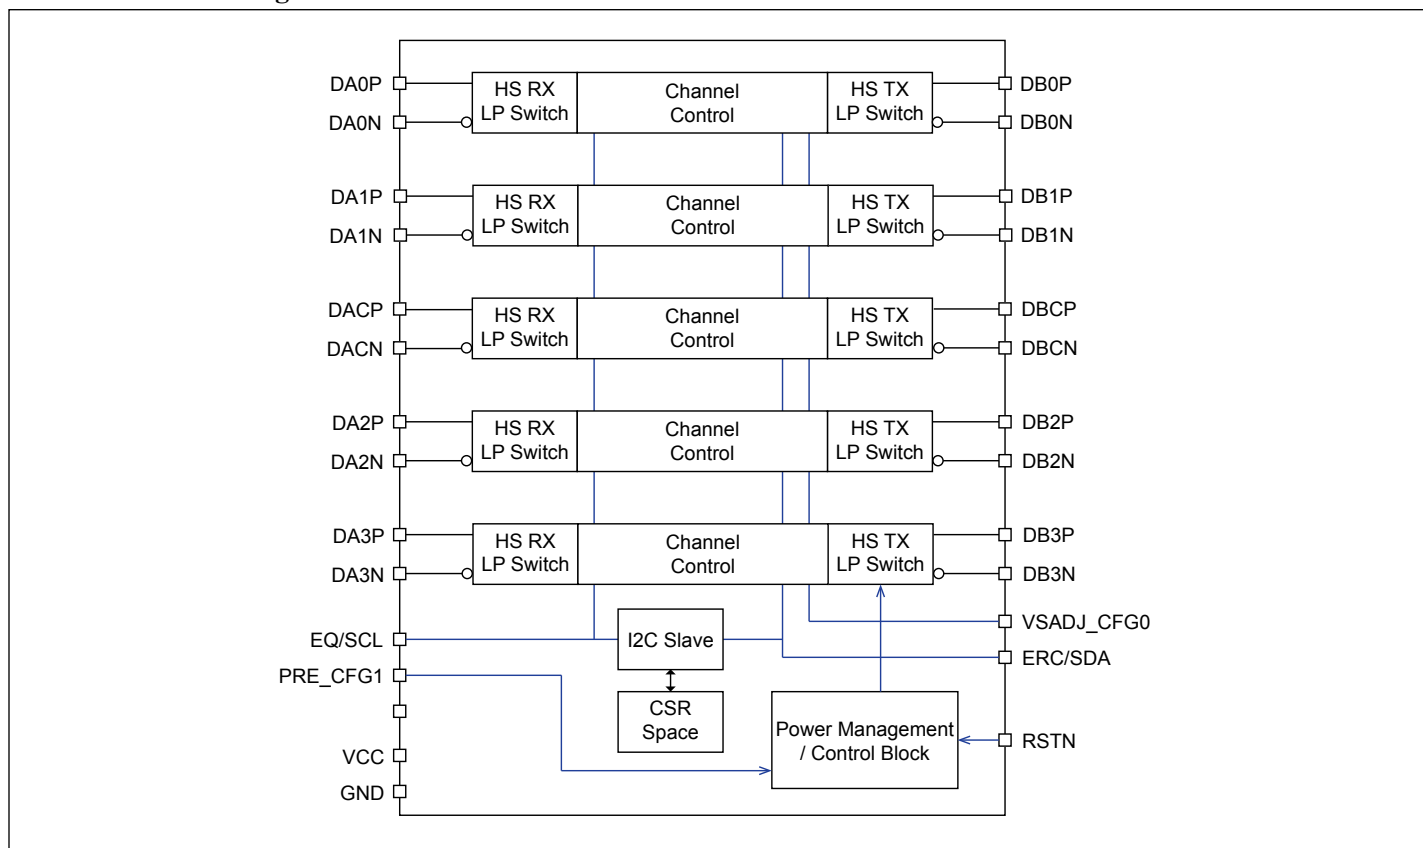 DA0P
HS RX
LP Switch
Channel
Control
HS TX
LP Switch
DB0P
DA0N
DB0N
DA1P
HS RX
LP Switch
Channel
Control
HS TX
LP Switch
DB1P
DA1N
DB1N
DACP
HS RX
LP Switch
Channel
Control
HS TX
LP Switch
DBCP
DACN
DBCN
DA2P
HS RX
LP Switch
Channel
Control
HS TX
LP Switch
DB2P
DA2N
DB2N
DA3P
HS RX
LP Switch
Channel
Control
HS TX
LP Switch
DB3P
DA3N
DB3N
VSADJ_CFG0
EQ/SCL
I2C Slave
ERC/SDA
PRE_CFG1
CSR
Space
Power Management
/ Control Block
RSTN
VCC
GND